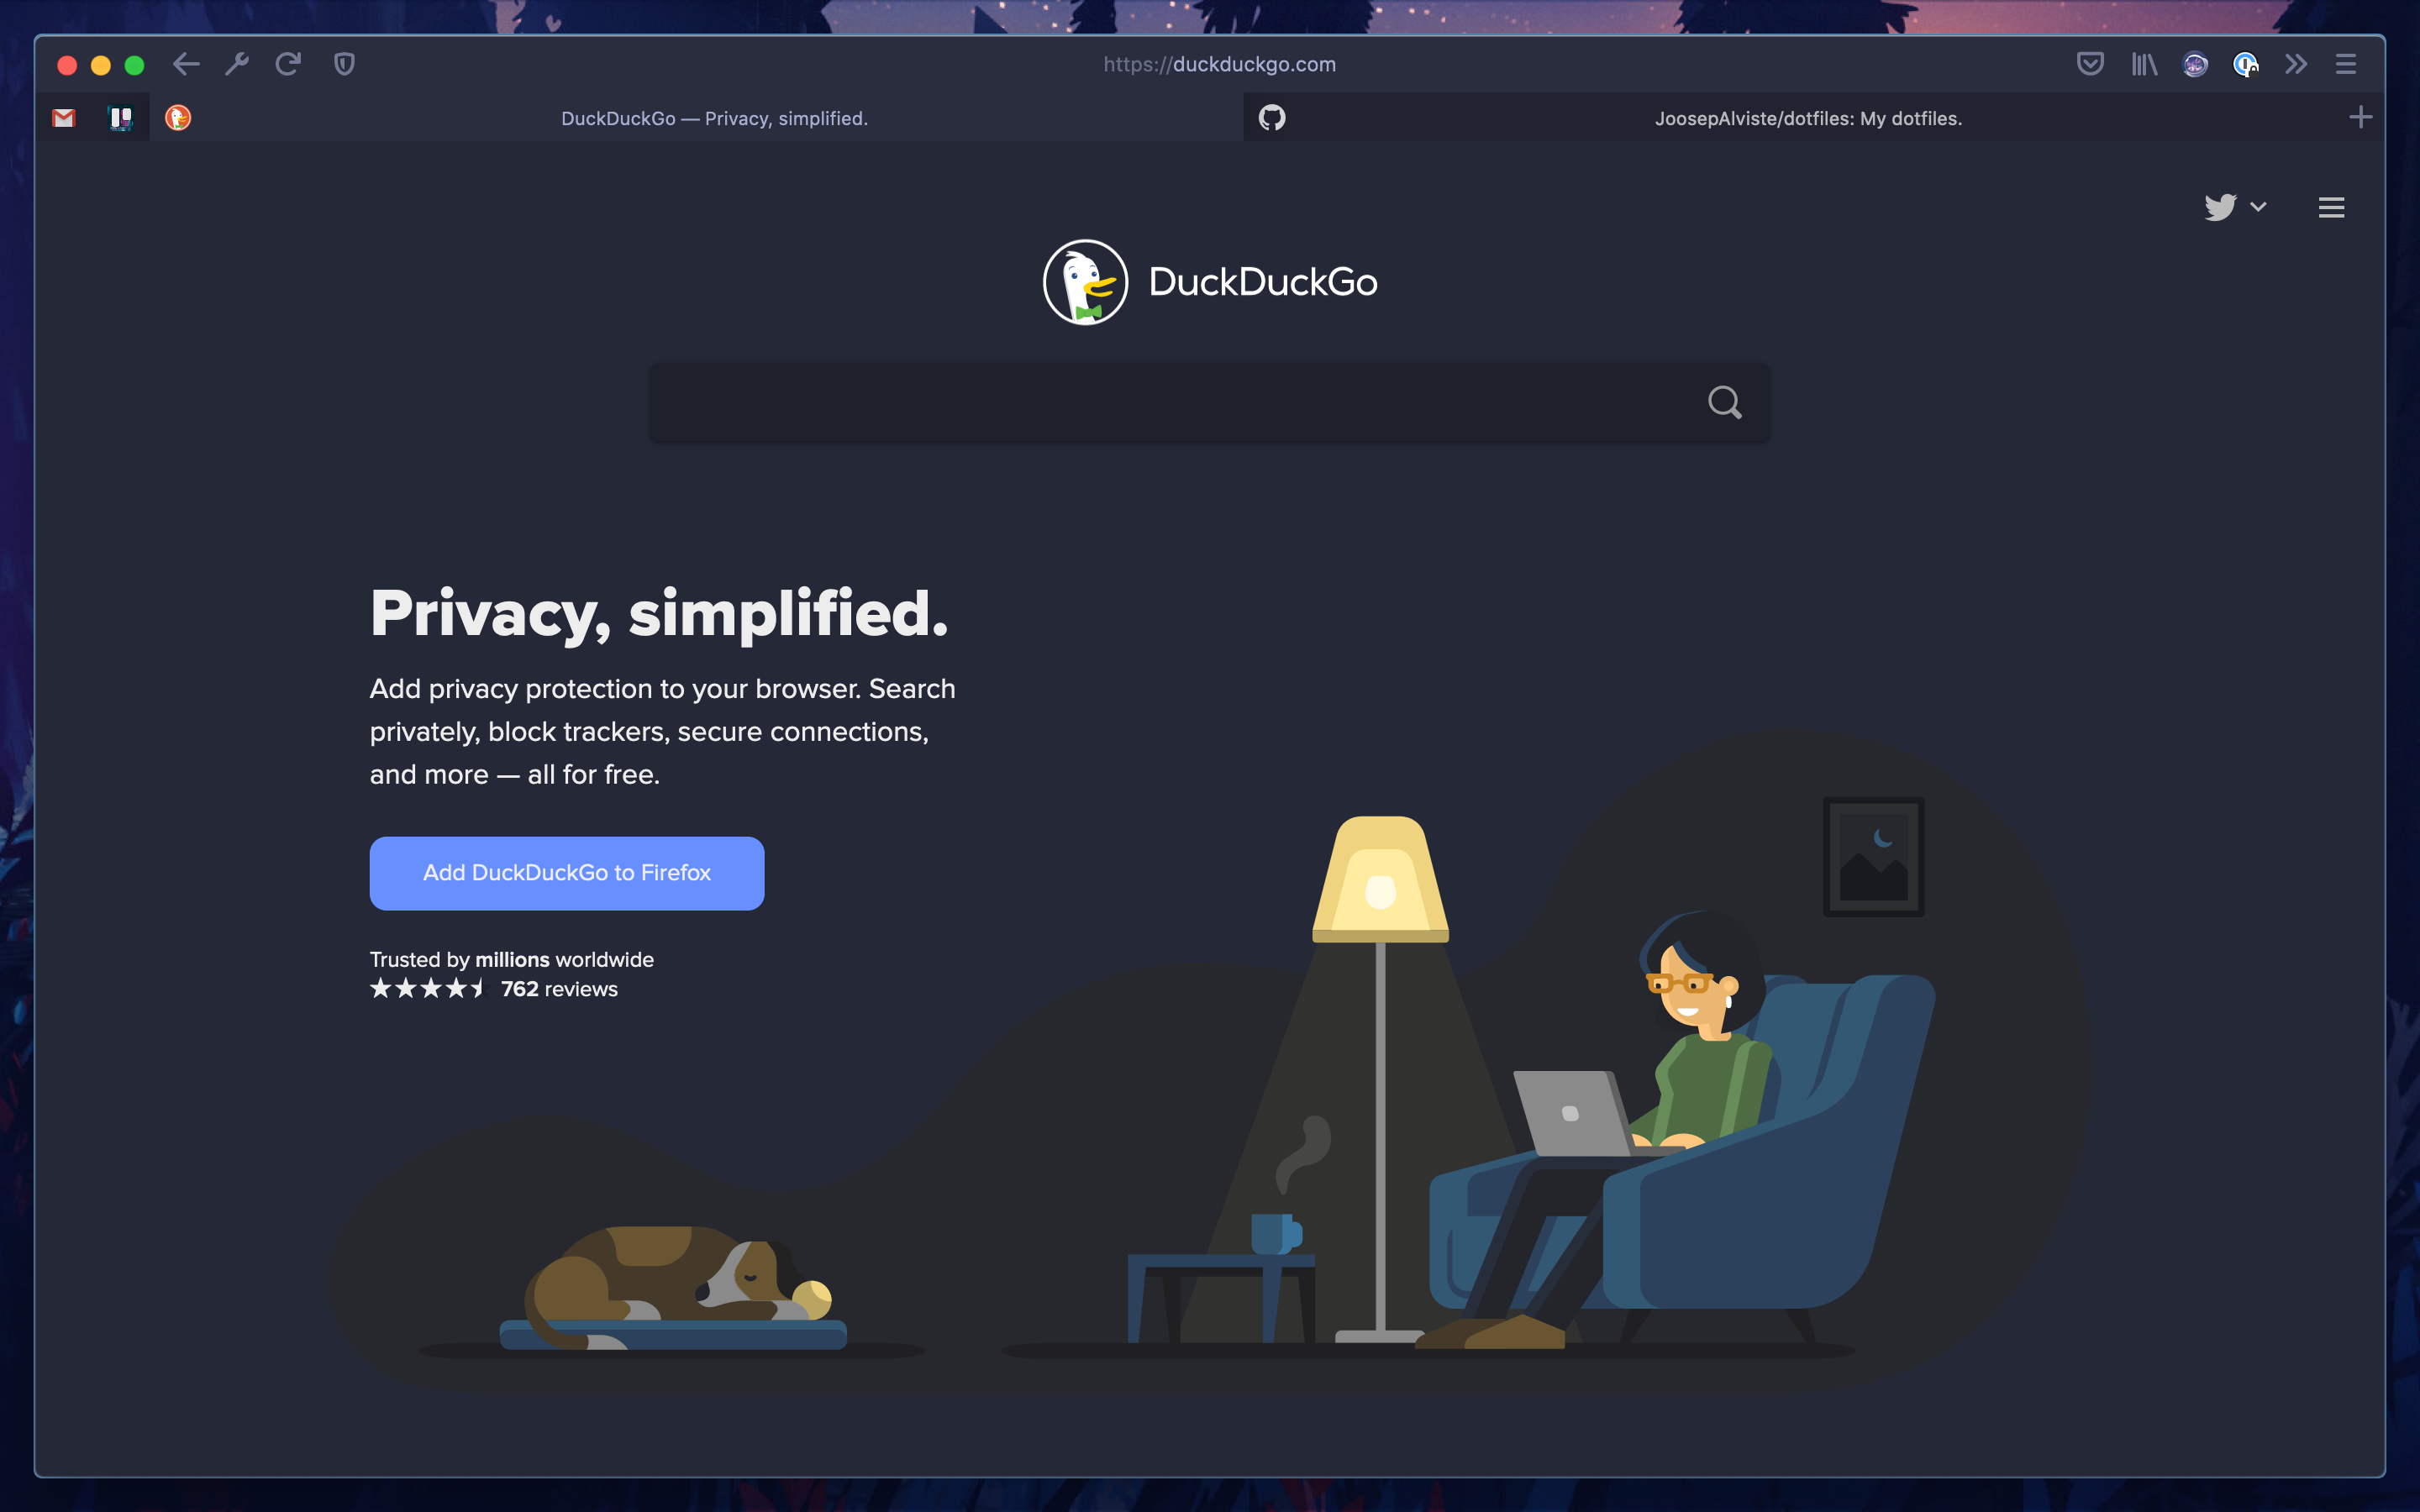 https://duckduckgo.com
DuckDuckGo — Privacy, simplified.
JoosepAlviste/dotfiles: My dotfiles.
DuckDuckGo
Privacy, simplified.
Add privacy protection to your browser. Search
privately, block trackers, secure connections,
and more — all for free.
Add DuckDuckGo to Firefox
Trusted by millions worldwide
762 reviews